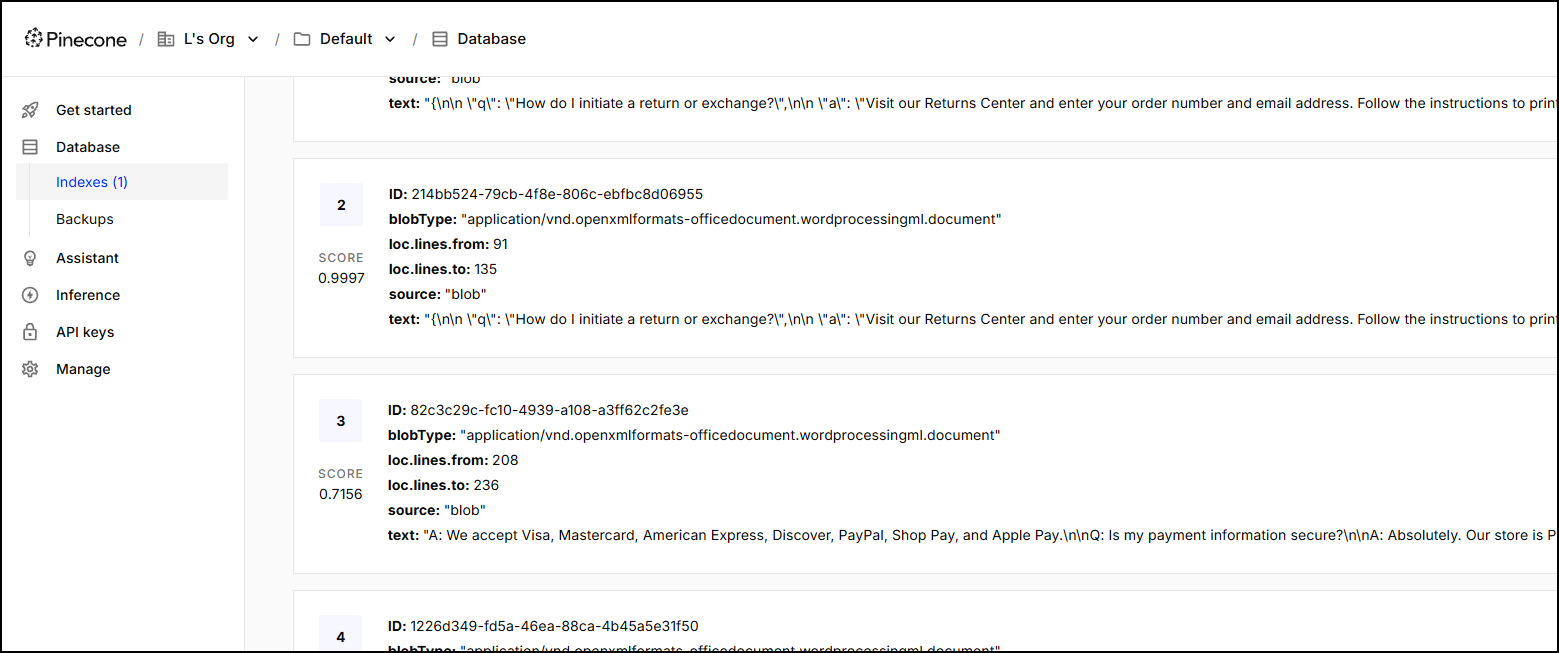 Pinecone / L's Org / Default / Database
Get started
Database
Indexes (1)
Backups
Assistant
Inference
API keys
Manage
source: "blob"
text: "{\n\n \"q\": \"How do I initiate a return or exchange?\",\n\n \"a\": \"Visit our Returns Center and enter your order number and email address. Follow the instructions to print
2
SCORE
0.9997
ID: 214bb524-79cb-4f8e-806c-ebfbc8d06955
blobType: "application/vnd.openxmlformats-officedocument.wordprocessingml.document"
loc.lines.from: 91
loc.lines.to: 135
source: "blob"
text: "{\n\n \"q\": \"How do I initiate a return or exchange?\",\n\n \"a\": \"Visit our Returns Center and enter your order number and email address. Follow the instructions to print
3
SCORE
0.7156
ID: 82c3c29c-fc10-4939-a108-a3ff62c2fe3e
blobType: "application/vnd.openxmlformats-officedocument.wordprocessingml.document"
loc.lines.from: 208
loc.lines.to: 236
source: "blob"
text: "A: We accept Visa, Mastercard, American Express, Discover, PayPal, Shop Pay, and Apple Pay.\n\nQ: Is my payment information secure?\n\nA: Absolutely. Our store is P
4
ID: 1226d349-fd5a-46ea-88ca-4b45a5e31f50
blobType: "application/vnd.openxmlformats-officedocument.wordprocessingml.document"